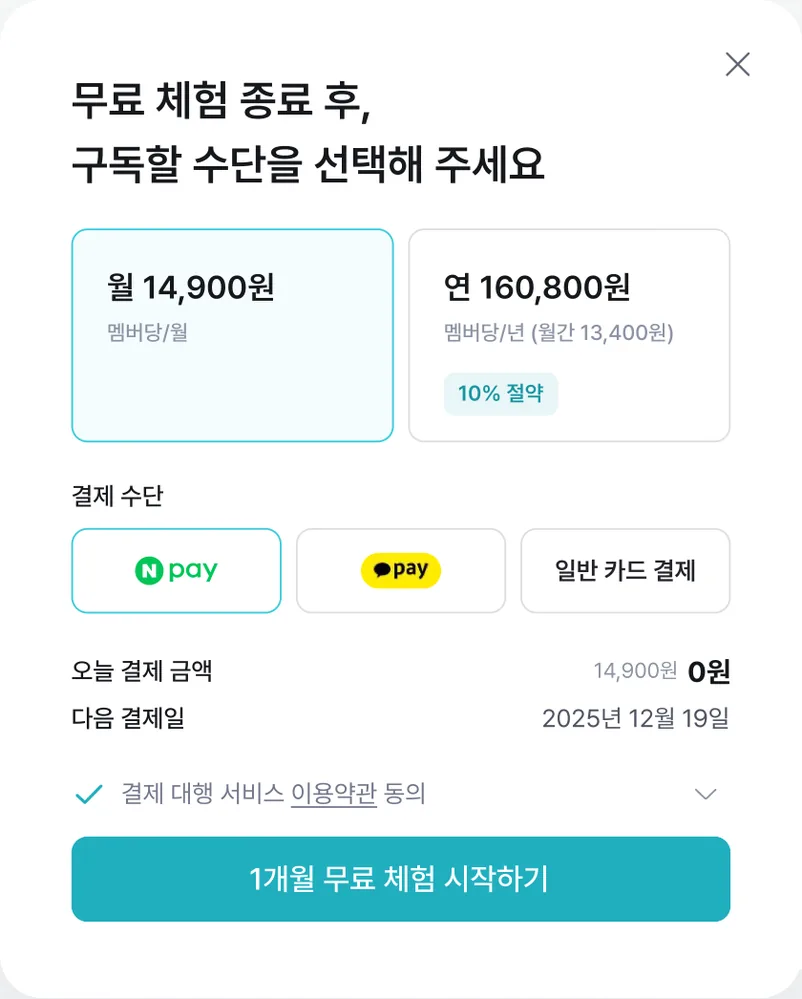 무료 체험 종료 후,
구독할 수단을 선택해 주세요
월 14,900원
멤버당/월
연 160,800원
멤버당/년 (월간 13,400원)
10% 절약
결제 수단
N pay
pay
일반 카드 결제
오늘 결제 금액
14,900원 0원
다음 결제일
2025년 12월 19일
결제 대행 서비스 이용약관 동의
1개월 무료 체험 시작하기